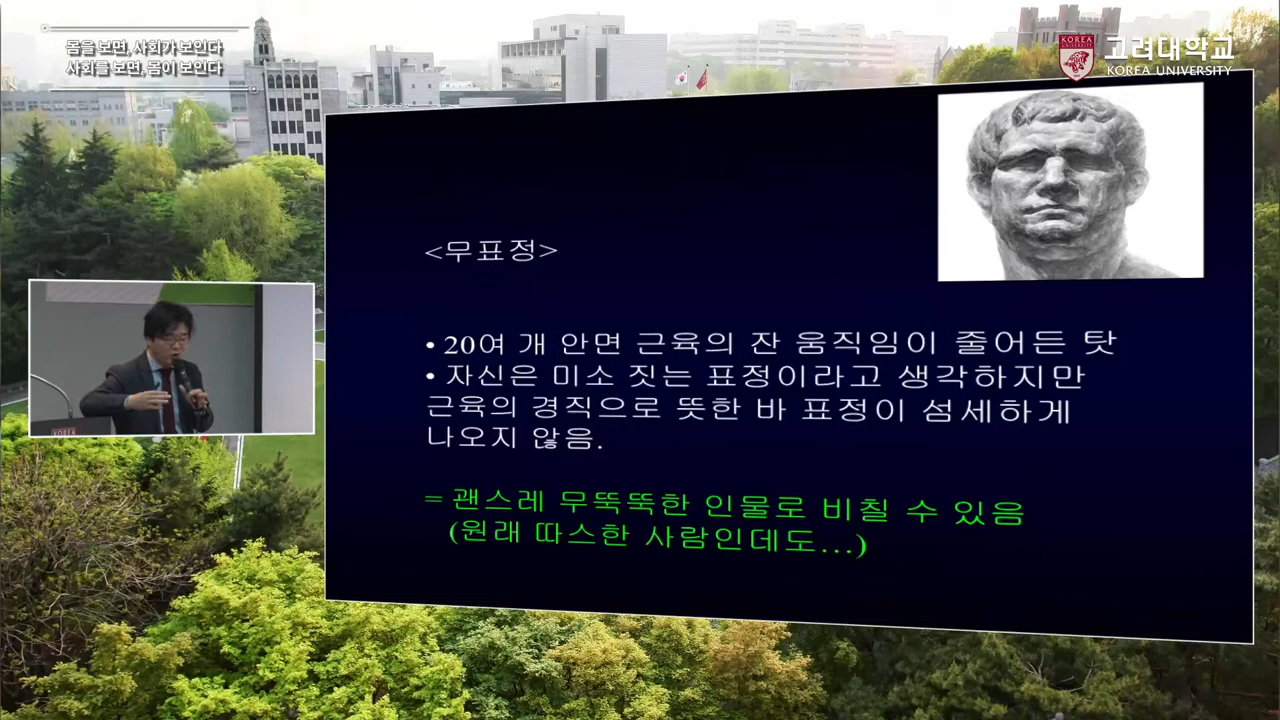 몸을 보면, 사회가 보인다
사회를 보면, 몸이 보인다
KOREA
UNIVERSITY
고려대학교
KOREA UNIVERSITY
<무표정>
• 20여 개 안면 근육의 잔 움직임이 줄어든 탓
• 자신은 미소 짓는 표정이라고 생각하지만
근육의 경직으로 뜻한 바 표정이 섬세하게
나오지 않음.
= 괜스레 무뚝뚝한 인물로 비칠 수 있음
(원래 따스한 사람인데도...)
KOREA